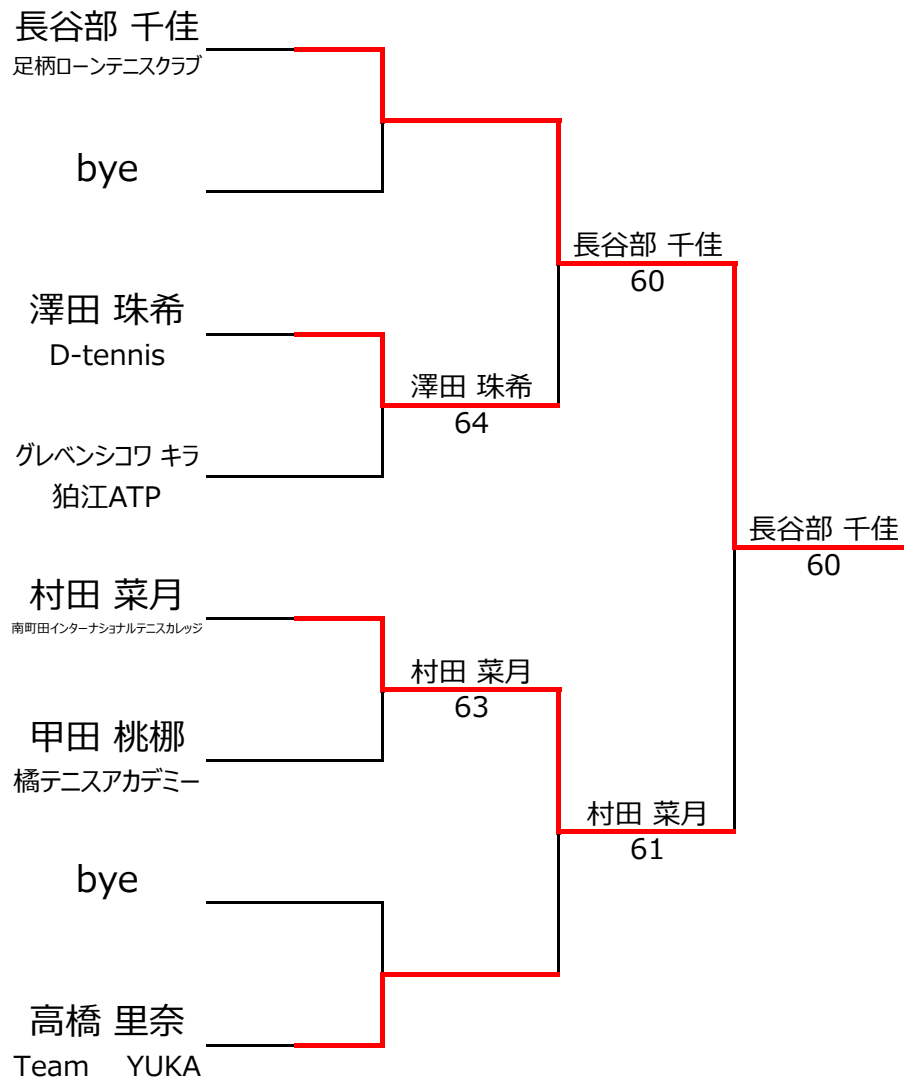 長谷部 千佳
足柄ローンテニスクラブ
bye
長谷部 千佳
60
澤田 珠希
D-tennis
澤田 珠希
64
グレベンシコワ キラ
狛江ATP
長谷部 千佳
60
村田 菜月
南町田インターナショナルテニスカレッジ
村田 菜月
63
甲田 桃梛
橘テニスアカデミー
村田 菜月
61
bye
高橋 里奈
Team YUKA